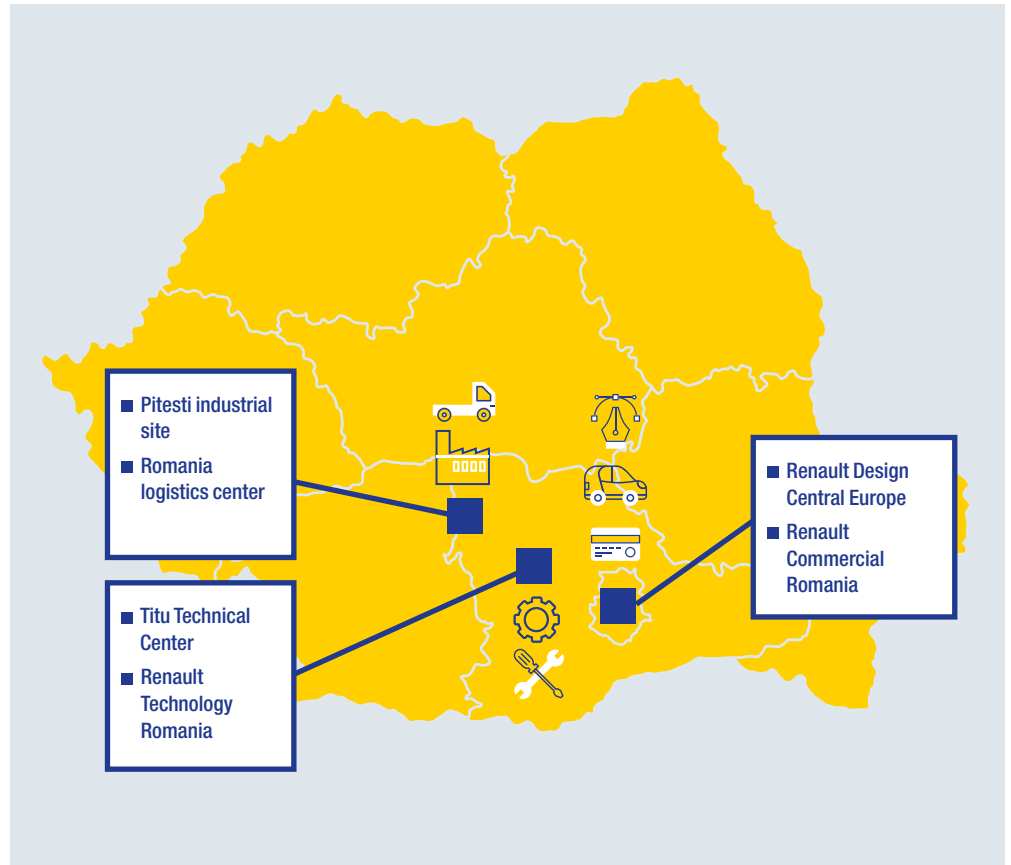 Pitesti industrial
site
Romania
logistics center
Titu Technical
Center
Renault
Technology
Romania
Renault Design
Central Europe
Renault
Commercial
Romania